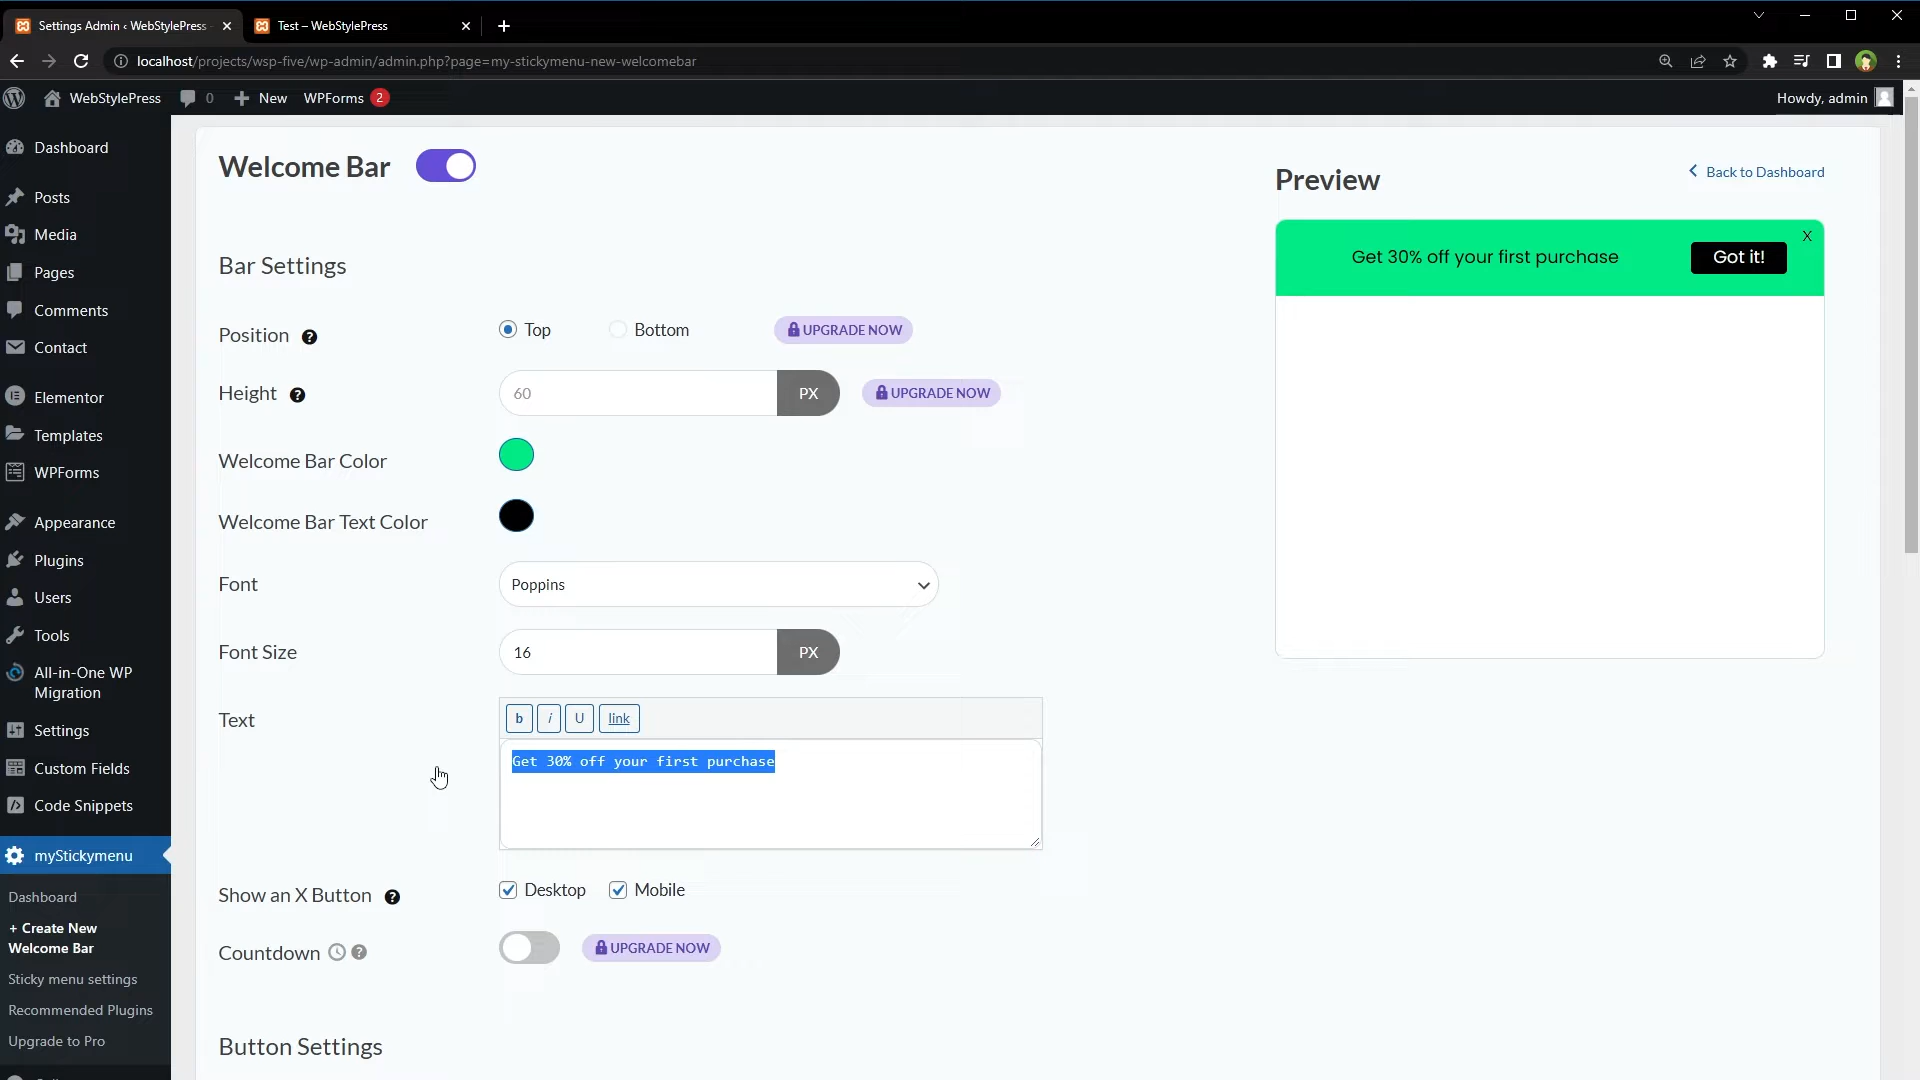 Settings Admin ‹ WebStylePress
Test – WebStylePress
localhost/projects/wsp-five/wp-admin/admin.php?page=my-stickymenu-new-welcomebar
WebStylePress 0 New WPForms 2 Howdy, admin
Dashboard
Posts
Media
Pages
Comments
Contact
Elementor
Templates
WPForms
Appearance
Plugins
Users
Tools
All-in-One WP
Migration
Settings
Custom Fields
Code Snippets
myStickymenu
Dashboard
+ Create New
Welcome Bar
Sticky menu settings
Recommended Plugins
Upgrade to Pro
Welcome Bar
Bar Settings
Position ? Top Bottom UPGRADE NOW
Height ? 60 PX UPGRADE NOW
Welcome Bar Color
Welcome Bar Text Color
Font Poppins
Font Size 16 PX
Text b i U link
Get 30% off your first purchase
Show an X Button ? Desktop Mobile
Countdown ? UPGRADE NOW
Button Settings
Preview
Back to Dashboard
Get 30% off your first purchase Got it! X